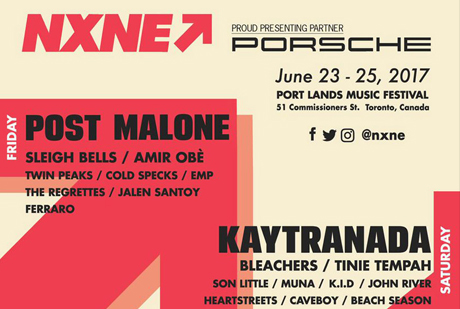 NXNE
PROUD PRESENTING PARTNER
PORSCHE
June 23 - 25, 2017
PORT LANDS MUSIC FESTIVAL
51 Commissioners St. Toronto, Canada
@nxne
FRIDAY
POST MALONE
SLEIGH BELLS / AMIR OBÈ
TWIN PEAKS / COLD SPECKS / EMP
THE REGRETTES / JALEN SANTOY
FERRARO
SATURDAY
KAYTRANADA
BLEACHERS / TINIE TEMPAH
SON LITTLE / MUNA / K.I.D / JOHN RIVER
HEARTSTREETS / CAVEBOY / BEACH SEASON